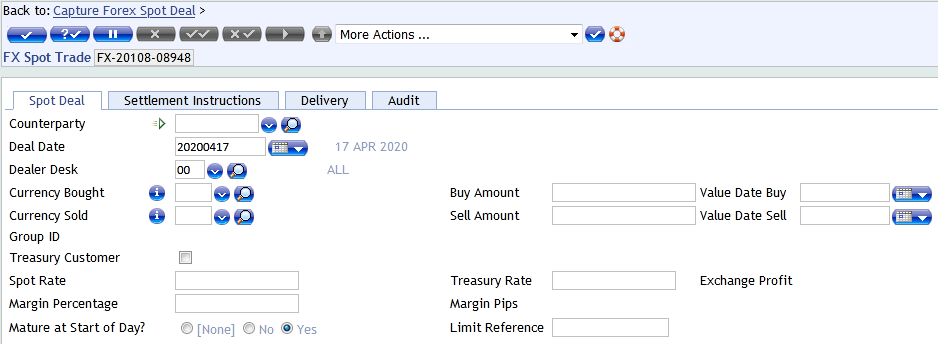 Back to: Capture Forex Spot Deal >
More Actions ...
FX Spot Trade FX-20108-08948
Spot Deal Settlement Instructions Delivery Audit
Counterparty
Deal Date 20200417 17 APR 2020
Dealer Desk 00 ALL
Currency Bought Buy Amount Value Date Buy
Currency Sold Sell Amount Value Date Sell
Group ID
Treasury Customer
Spot Rate Treasury Rate Exchange Profit
Margin Percentage Margin Pips
Mature at Start of Day? [None] No Yes Limit Reference